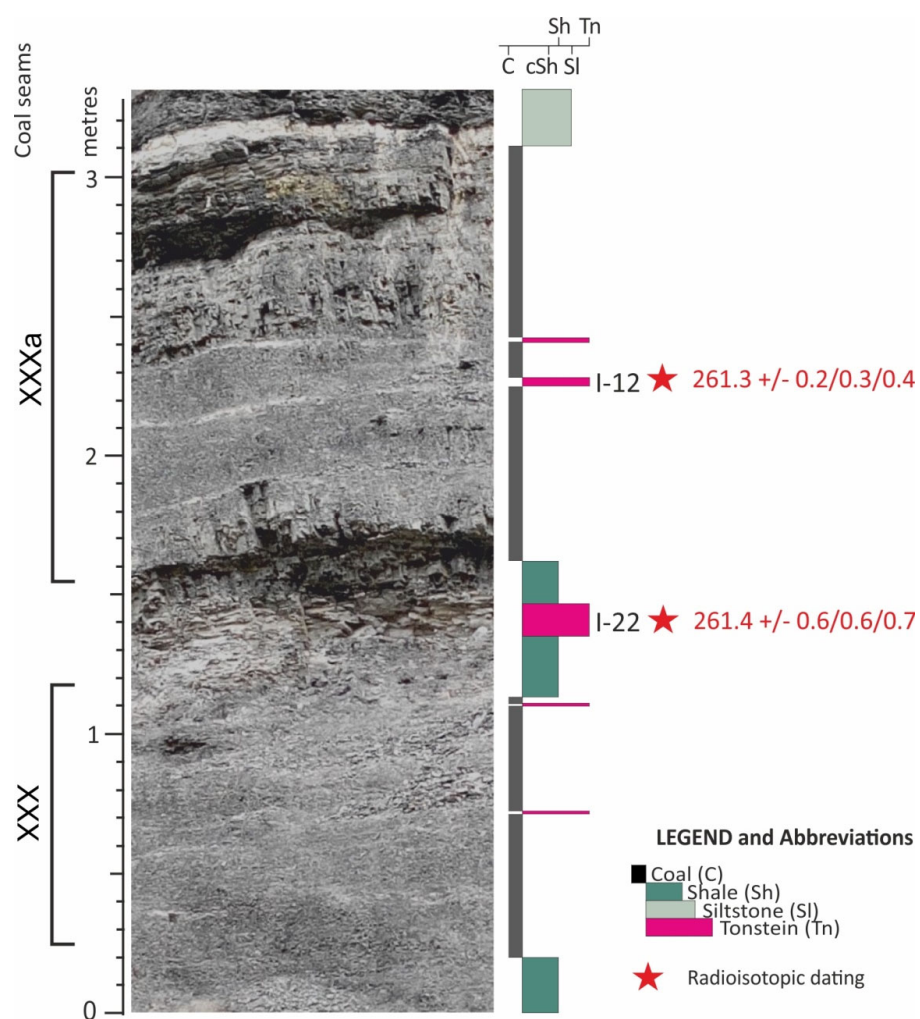 Coal seams
metres
Sh Tn
C cSh Sl
3
XXXa
I-12 261.3 +/- 0.2/0.3/0.4
2
I-22 261.4 +/- 0.6/0.6/0.7
1
XXX
LEGEND and Abbreviations
Coal (C)
Shale (Sh)
Siltstone (Sl)
Tonstein (Tn)
Radioisotopic dating
0